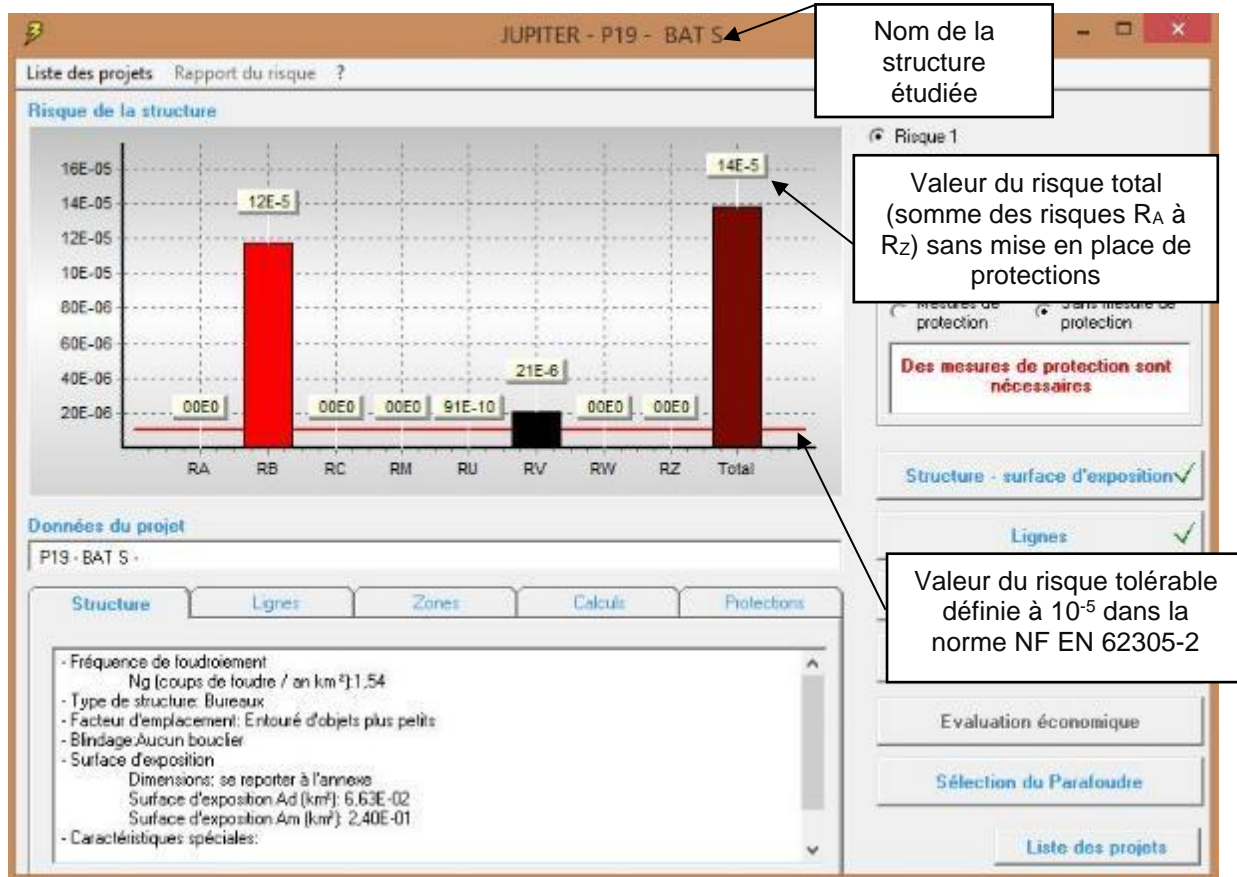 JUPITER - P19 - BAT S
Nom de la
structure
étudiée
Liste des projets Rapport du risque ?
Risque de la structure
Risque 1
16E-05
14E-05
12E-05
10E-05
80E-06
60E-06
40E-06
20E-06
00E0
12E-5
00E0
00E0
91E-10
21E-6
00E0
00E0
14E-5
RA RB RC RM RU RV RW RZ Total
Valeur du risque total
(somme des risques RA à
RZ) sans mise en place de
protections
Mesures de
protection
Sans mesure de
protection
Des mesures de protection sont
nécessaires
Structure - surface d'exposition
Lignes
Valeur du risque tolérable
définie à 10-5 dans la
norme NF EN 62305-2
Evaluation économique
Sélection du Parafoudre
Liste des projets
Données du projet
P19 - BAT S -
Structure Lignes Zones Calculs Protections
- Fréquence de foudroiement
Ng (coups de foudre / an km²):1,54
- Type de structure: Bureaux
- Facteur d'emplacement: Entouré d'objets plus petits
- Blindage:Aucun bouclier
- Surface d'exposition
Dimensions: se reporter à l'annexe
Surface d'exposition Ad (km²): 6,63E-02
Surface d'exposition Am (km²): 2,40E-01
- Caractéristiques spéciales: